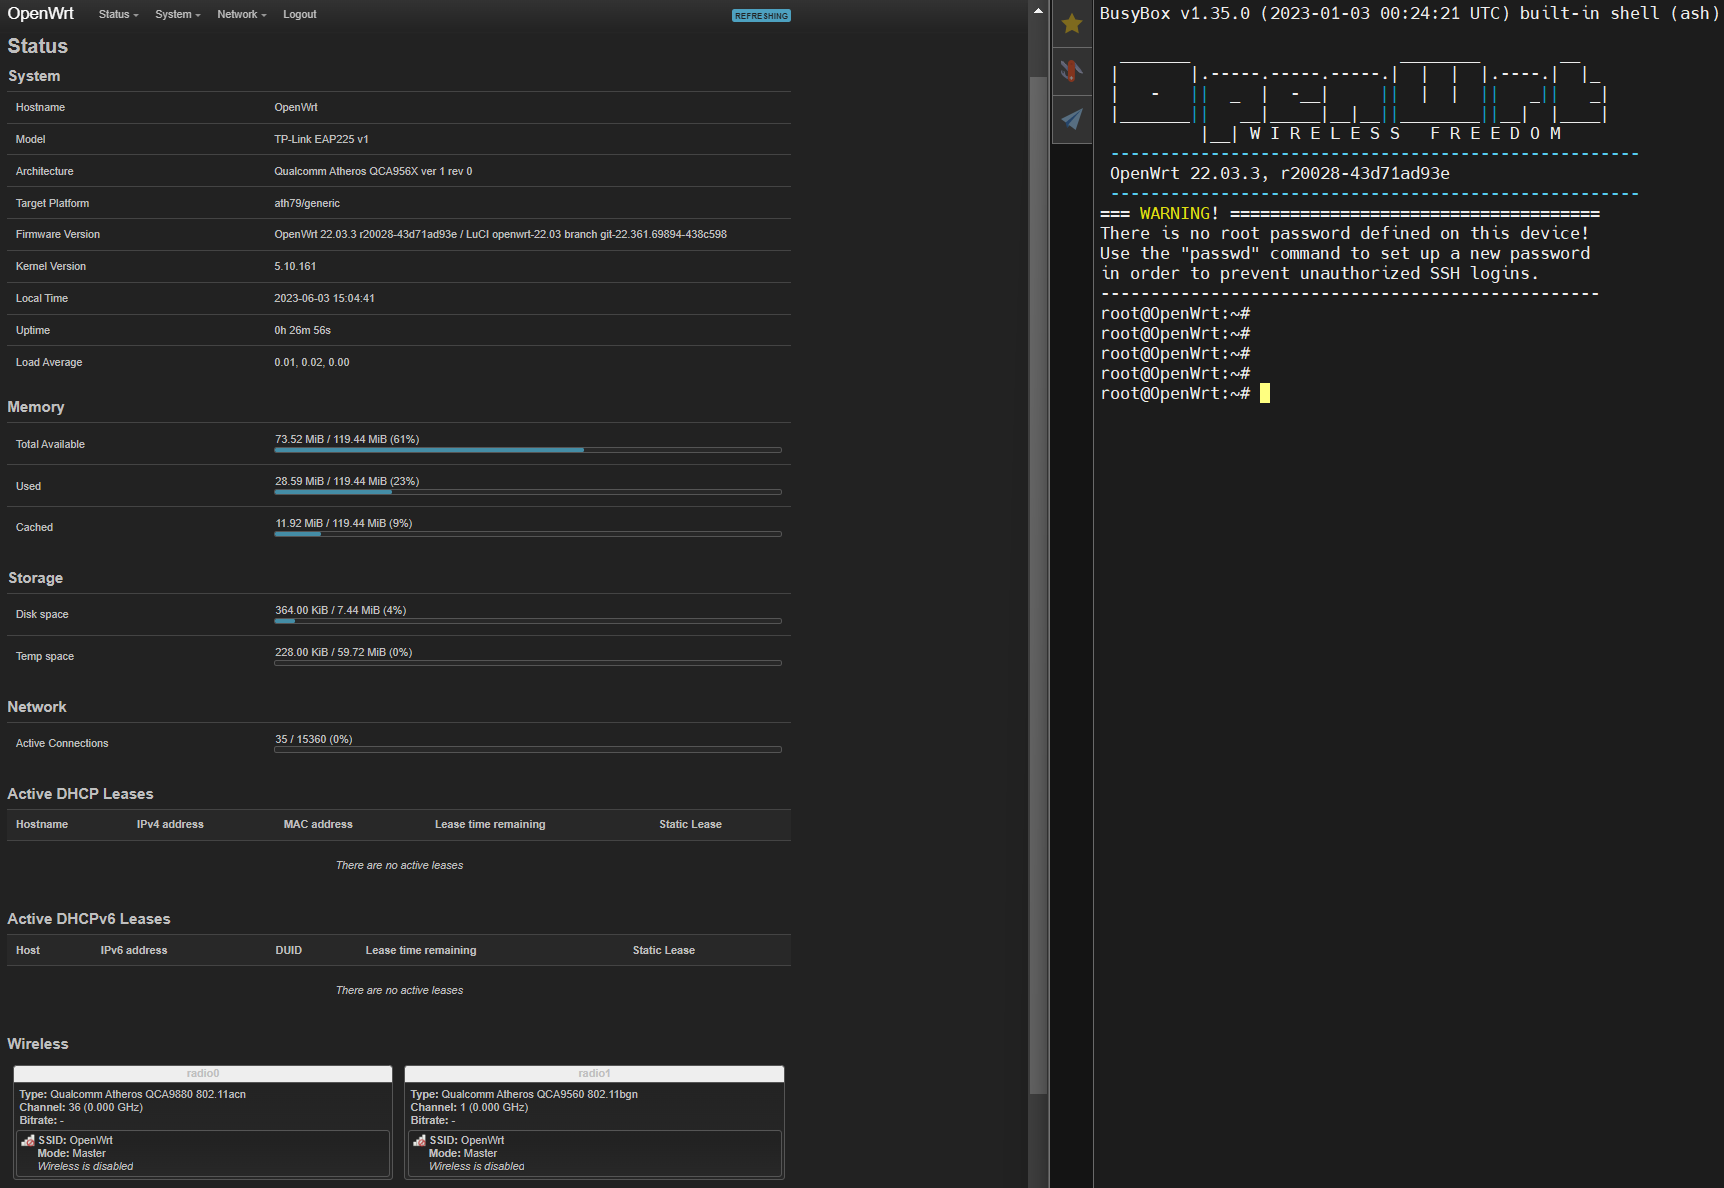 OpenWrt Status System Network Logout REFRESHING
Status
System
Hostname OpenWrt
Model TP-Link EAP225 v1
Architecture Qualcomm Atheros QCA956X ver 1 rev 0
Target Platform ath79/generic
Firmware Version OpenWrt 22.03.3 r20028-43d71ad93e / LuCI openwrt-22.03 branch git-22.361.69894-438c598
Kernel Version 5.10.161
Local Time 2023-06-03 15:04:41
Uptime 0h 26m 56s
Load Average 0.01, 0.02, 0.00
Memory
Total Available 73.52 MiB / 119.44 MiB (61%)
Used 28.59 MiB / 119.44 MiB (23%)
Cached 11.92 MiB / 119.44 MiB (9%)
Storage
Disk space 364.00 KiB / 7.44 MiB (4%)
Temp space 228.00 KiB / 59.72 MiB (0%)
Network
Active Connections 35 / 15360 (0%)
Active DHCP Leases
Hostname IPv4 address MAC address Lease time remaining Static Lease
There are no active leases
Active DHCPv6 Leases
Host IPv6 address DUID Lease time remaining Static Lease
There are no active leases
Wireless
radio0
Type: Qualcomm Atheros QCA9880 802.11acn
Channel: 36 (0.000 GHz)
Bitrate: -
SSID: OpenWrt
Mode: Master
Wireless is disabled
radio1
Type: Qualcomm Atheros QCA9560 802.11bgn
Channel: 1 (0.000 GHz)
Bitrate: -
SSID: OpenWrt
Mode: Master
Wireless is disabled
BusyBox v1.35.0 (2023-01-03 00:24:21 UTC) built-in shell (ash)
OpenWrt
W I R E L E S S   F R E E D O M
-----------------------------------------------------
OpenWrt 22.03.3, r20028-43d71ad93e
-----------------------------------------------------
=== WARNING! =====================================
There is no root password defined on this device!
Use the "passwd" command to set up a new password
in order to prevent unauthorized SSH logins.
--------------------------------------------------
root@OpenWrt:~#
root@OpenWrt:~#
root@OpenWrt:~#
root@OpenWrt:~#
root@OpenWrt:~#